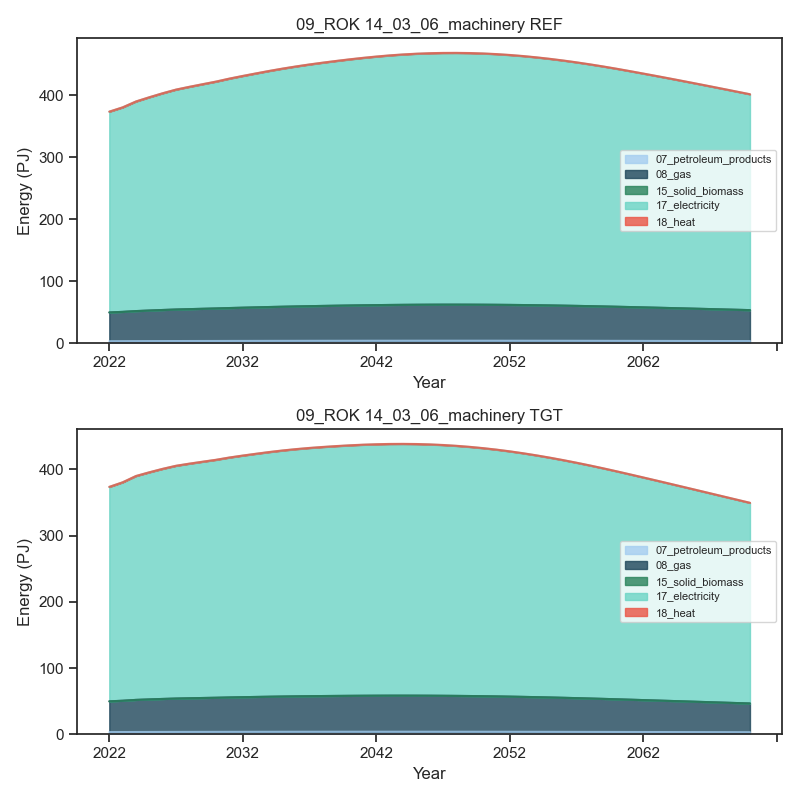 09_ROK 14_03_06_machinery REF
Energy (PJ)
400
300
200
100
0
07_petroleum_products
08_gas
15_solid_biomass
17_electricity
18_heat
2022 2032 2042 2052 2062
Year
09_ROK 14_03_06_machinery TGT
Energy (PJ)
400
300
200
100
0
07_petroleum_products
08_gas
15_solid_biomass
17_electricity
18_heat
2022 2032 2042 2052 2062
Year